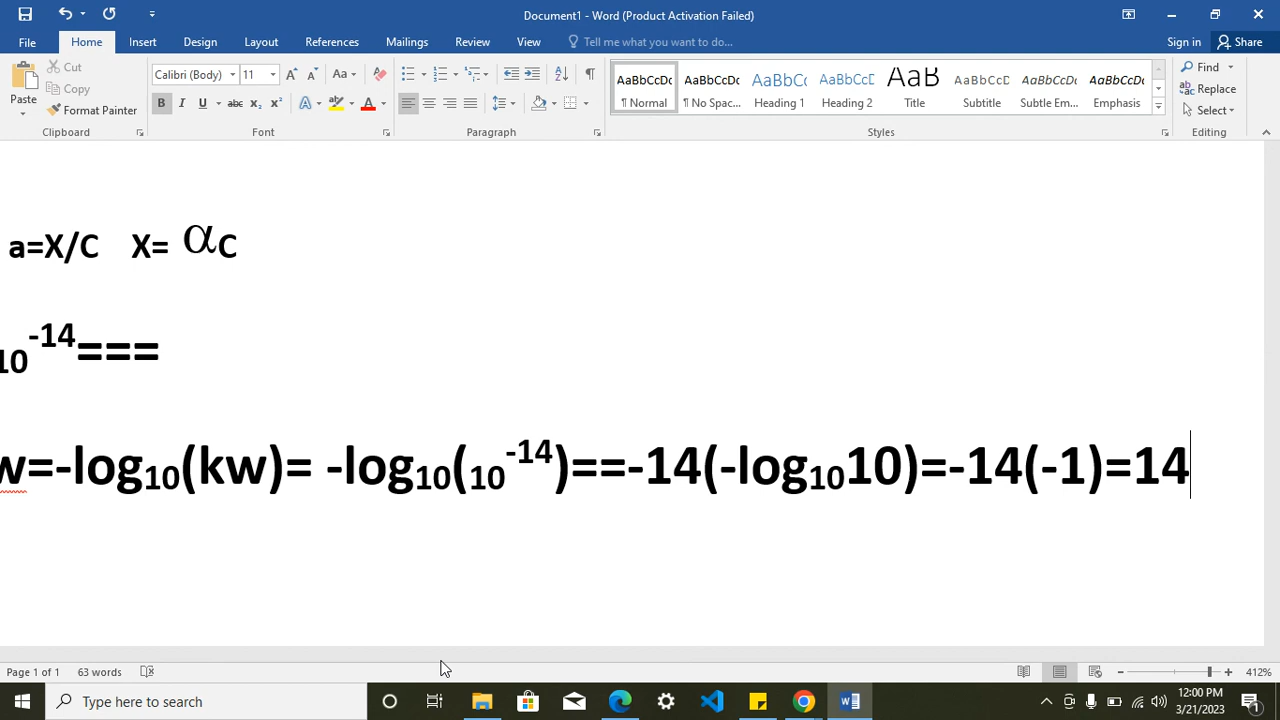 Document1 - Word (Product Activation Failed)
File Home Insert Design Layout References Mailings Review View Tell me what you want to do... Sign in Share
Paste Cut Copy Format Painter
Calibri (Body) 11
AaBbCcDc AaBbCcDc AaBbCc AaBbCcD AaB AaBbCcD AaBbCcDc AaBbCcDc
¶ Normal ¶ No Spac... Heading Heading 2 Title Subtitle Subtle Em... Emphasis
Find Replace Select
Clipboard Font Paragraph Styles Editing
a=X/C X= αC
10⁻¹⁴===
w=-log₁₀(kw)= -log₁₀(₁₀⁻¹⁴)==-14(-log₁₀10)=-14(-1)=14
Page 1 of 1 63 words 412%
Type here to search
12:00 PM
3/21/2023